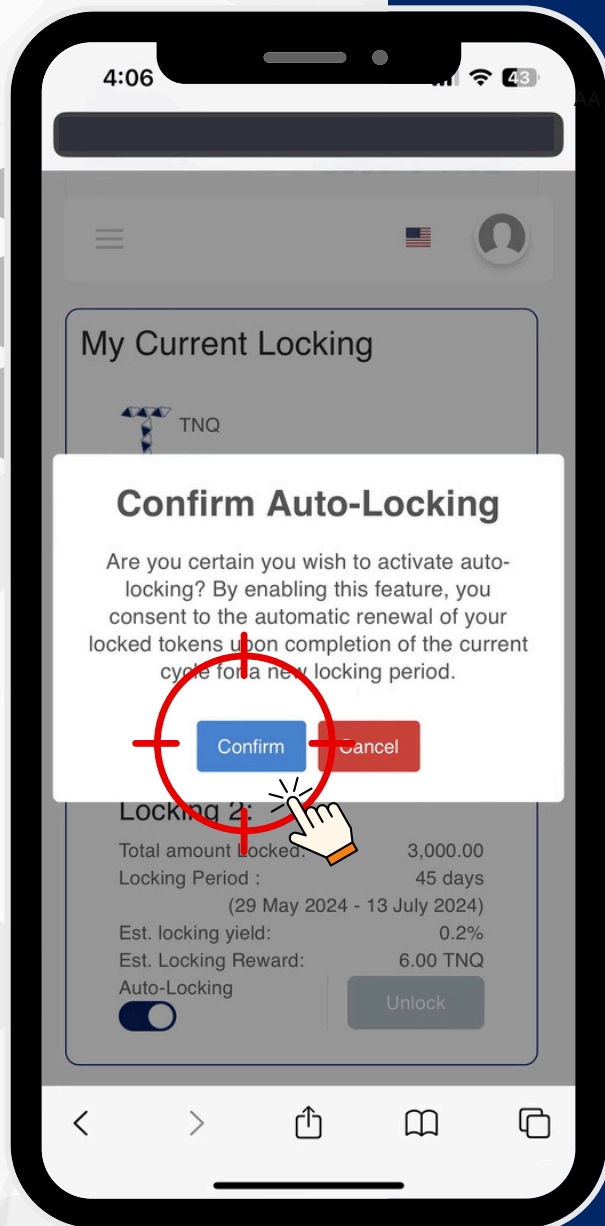 4:06
43
AA
My Current Locking
TNQ
Confirm Auto-Locking
Are you certain you wish to activate auto-
locking? By enabling this feature, you
consent to the automatic renewal of your
locked tokens upon completion of the current
cycle for a new locking period.
Confirm
Cancel
Locking 2:
Total amount Locked: 3,000.00
Locking Period : 45 days
(29 May 2024 - 13 July 2024)
Est. locking yield: 0.2%
Est. Locking Reward: 6.00 TNQ
Auto-Locking
Unlock